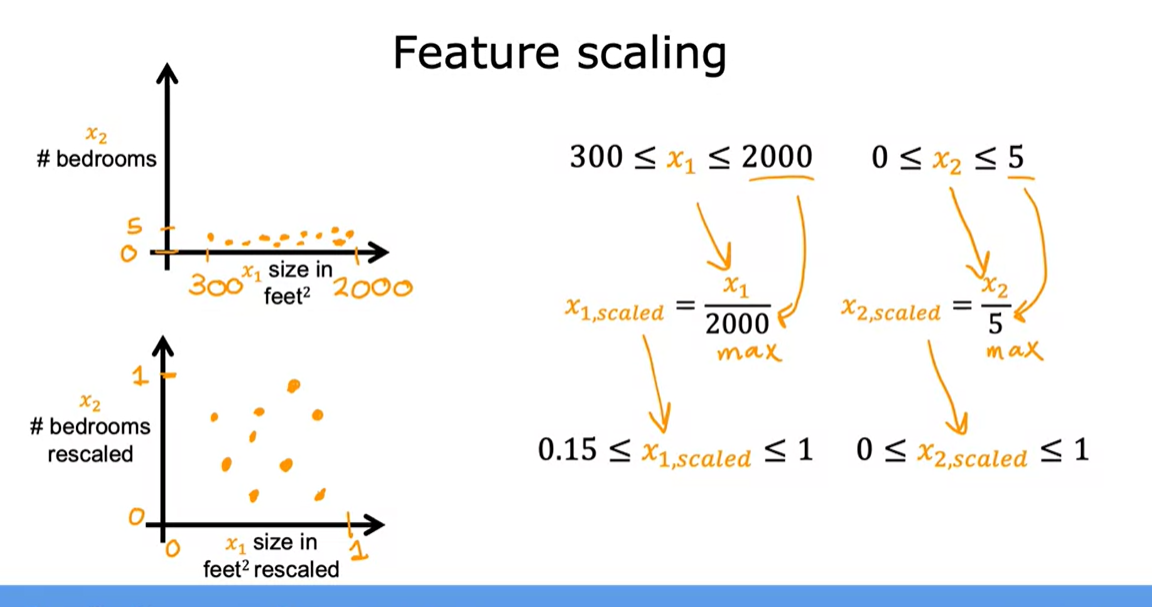 Feature scaling
x₂
# bedrooms
5
0
300
x₁ size in
feet²
2000
300 ≤ x₁ ≤ 2000
0 ≤ x₂ ≤ 5
x₁,scaled = x₁/2000
max
x₂,scaled = x₂/5
max
0.15 ≤ x₁,scaled ≤ 1
0 ≤ x₂,scaled ≤ 1
1
x₂
# bedrooms
rescaled
0
0
x₁ size in
feet² rescaled
1